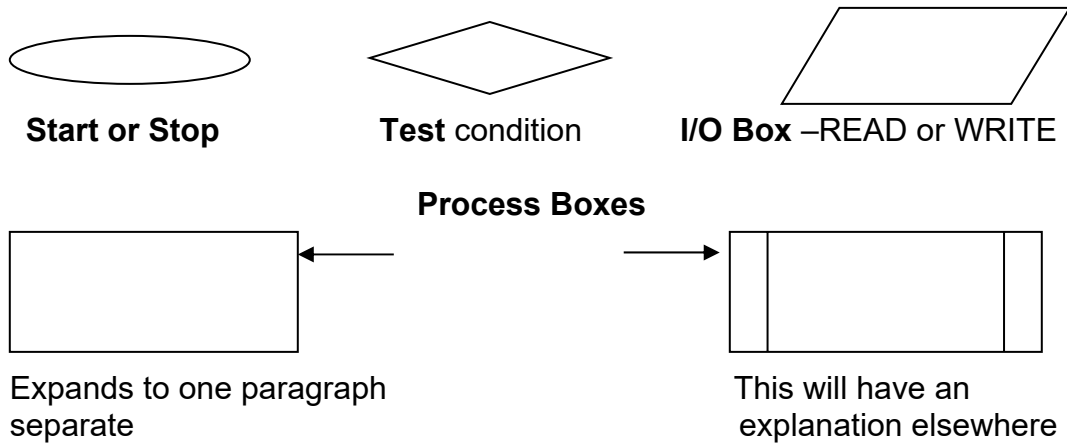 Start or Stop
Test condition
I/O Box –READ or WRITE
Process Boxes
Expands to one paragraph
separate
This will have an
explanation elsewhere